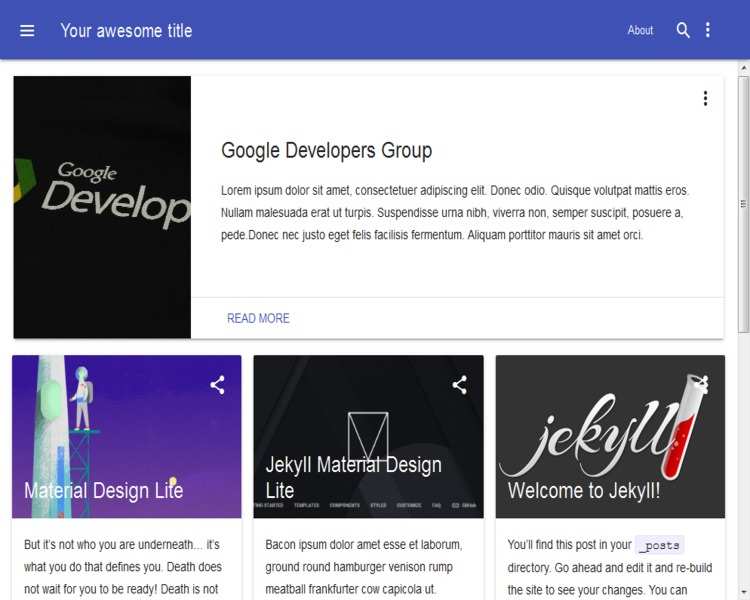 Your awesome title
About
Google
Develop
Google Developers Group
Lorem ipsum dolor sit amet, consectetuer adipiscing elit. Donec odio. Quisque volutpat mattis eros.
Nullam malesuada erat ut turpis. Suspendisse urna nibh, viverra non, semper suscipit, posuere a,
pede.Donec nec justo eget felis facilisis fermentum. Aliquam porttitor mauris sit amet orci.
READ MORE
Material Design Lite
But it's not who you are underneath... it's
what you do that defines you. Death does
not wait for you to be ready! Death is not
Jekyll Material Design
Lite
TING STARTED TEMPLATES COMPONENTS STYLES CUSTOMIZE FAQ GitHub
Bacon ipsum dolor amet esse et laborum,
ground round hamburger venison rump
meatball frankfurter cow capicola ut.
jekyll
Welcome to Jekyll!
You'll find this post in your _posts
directory. Go ahead and edit it and re-build
the site to see your changes. You can